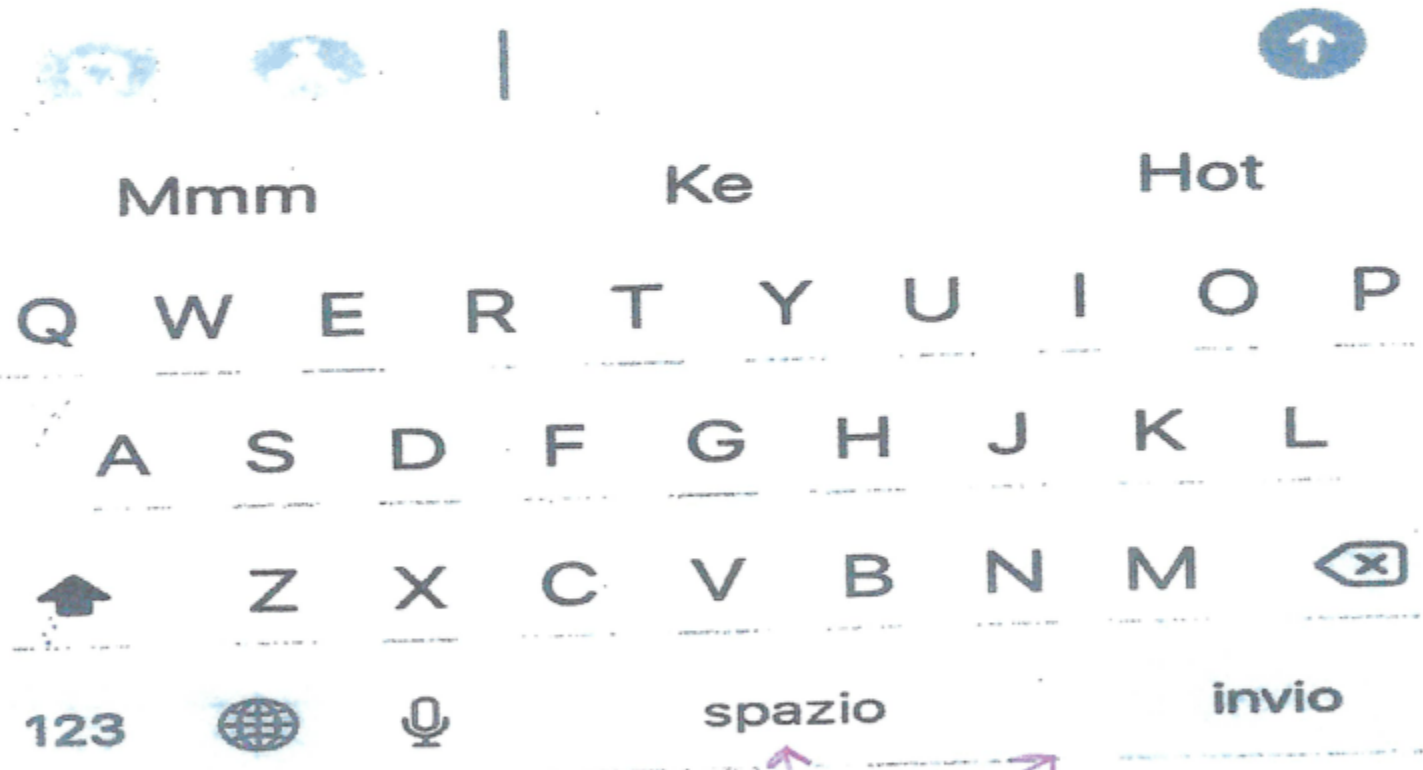 Mmm Ke Hot
Q W E R T Y U I O P
A S D F G H J K L
Z X C V B N M
123 spazio invio